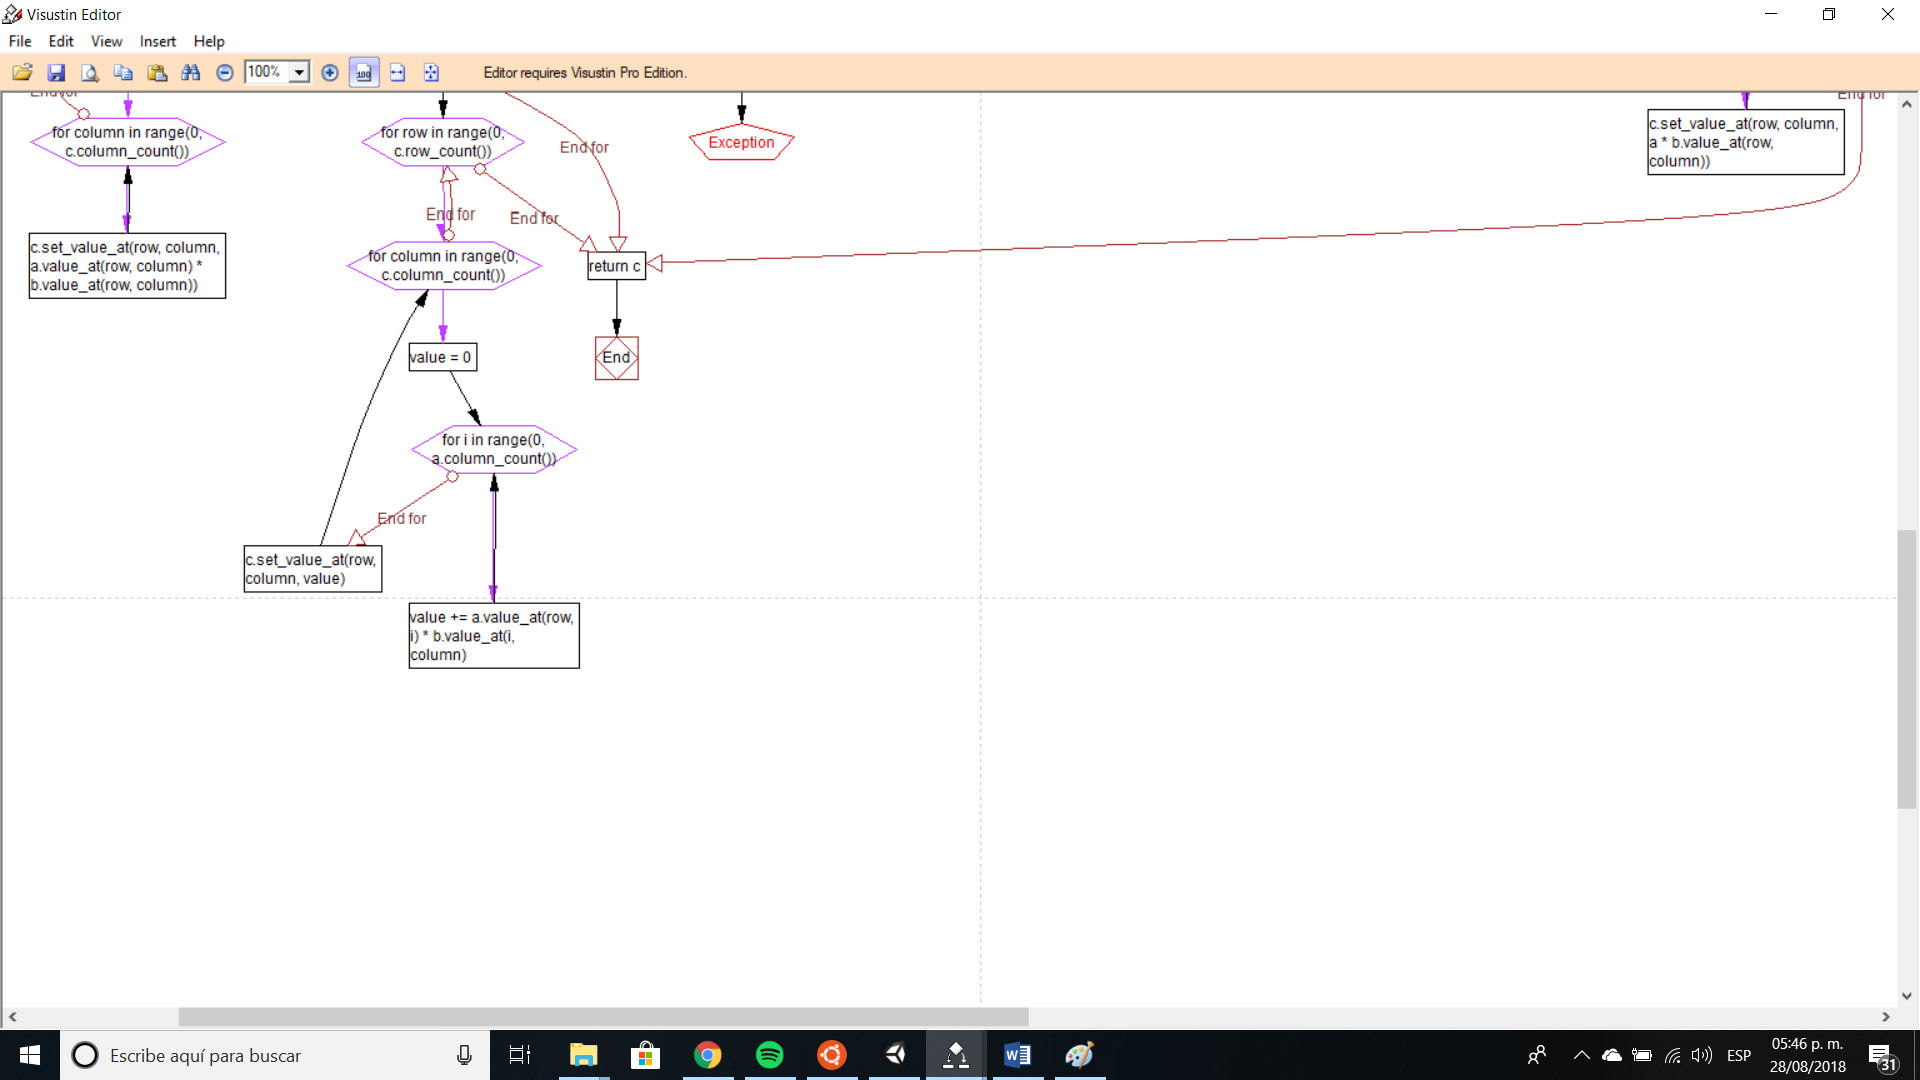 Visustin Editor
File Edit View Insert Help
100%
100
Editor requires Visustin Pro Edition.
End for
End for
for column in range(0,
c.column_count())
for row in range(0,
c.row_count())
End for
Exception
c.set_value_at(row, column,
a * b.value_at(row,
column))
End for
End for
c.set_value_at(row, column,
a.value_at(row, column) *
b.value_at(row, column))
for column in range(0,
c.column_count())
return c
value = 0
End
for i in range(0,
a.column_count())
End for
c.set_value_at(row,
column, value)
value += a.value_at(row,
i) * b.value_at(i,
column)
Escribe aquí para buscar
ESP
05:46 p. m.
28/08/2018
31